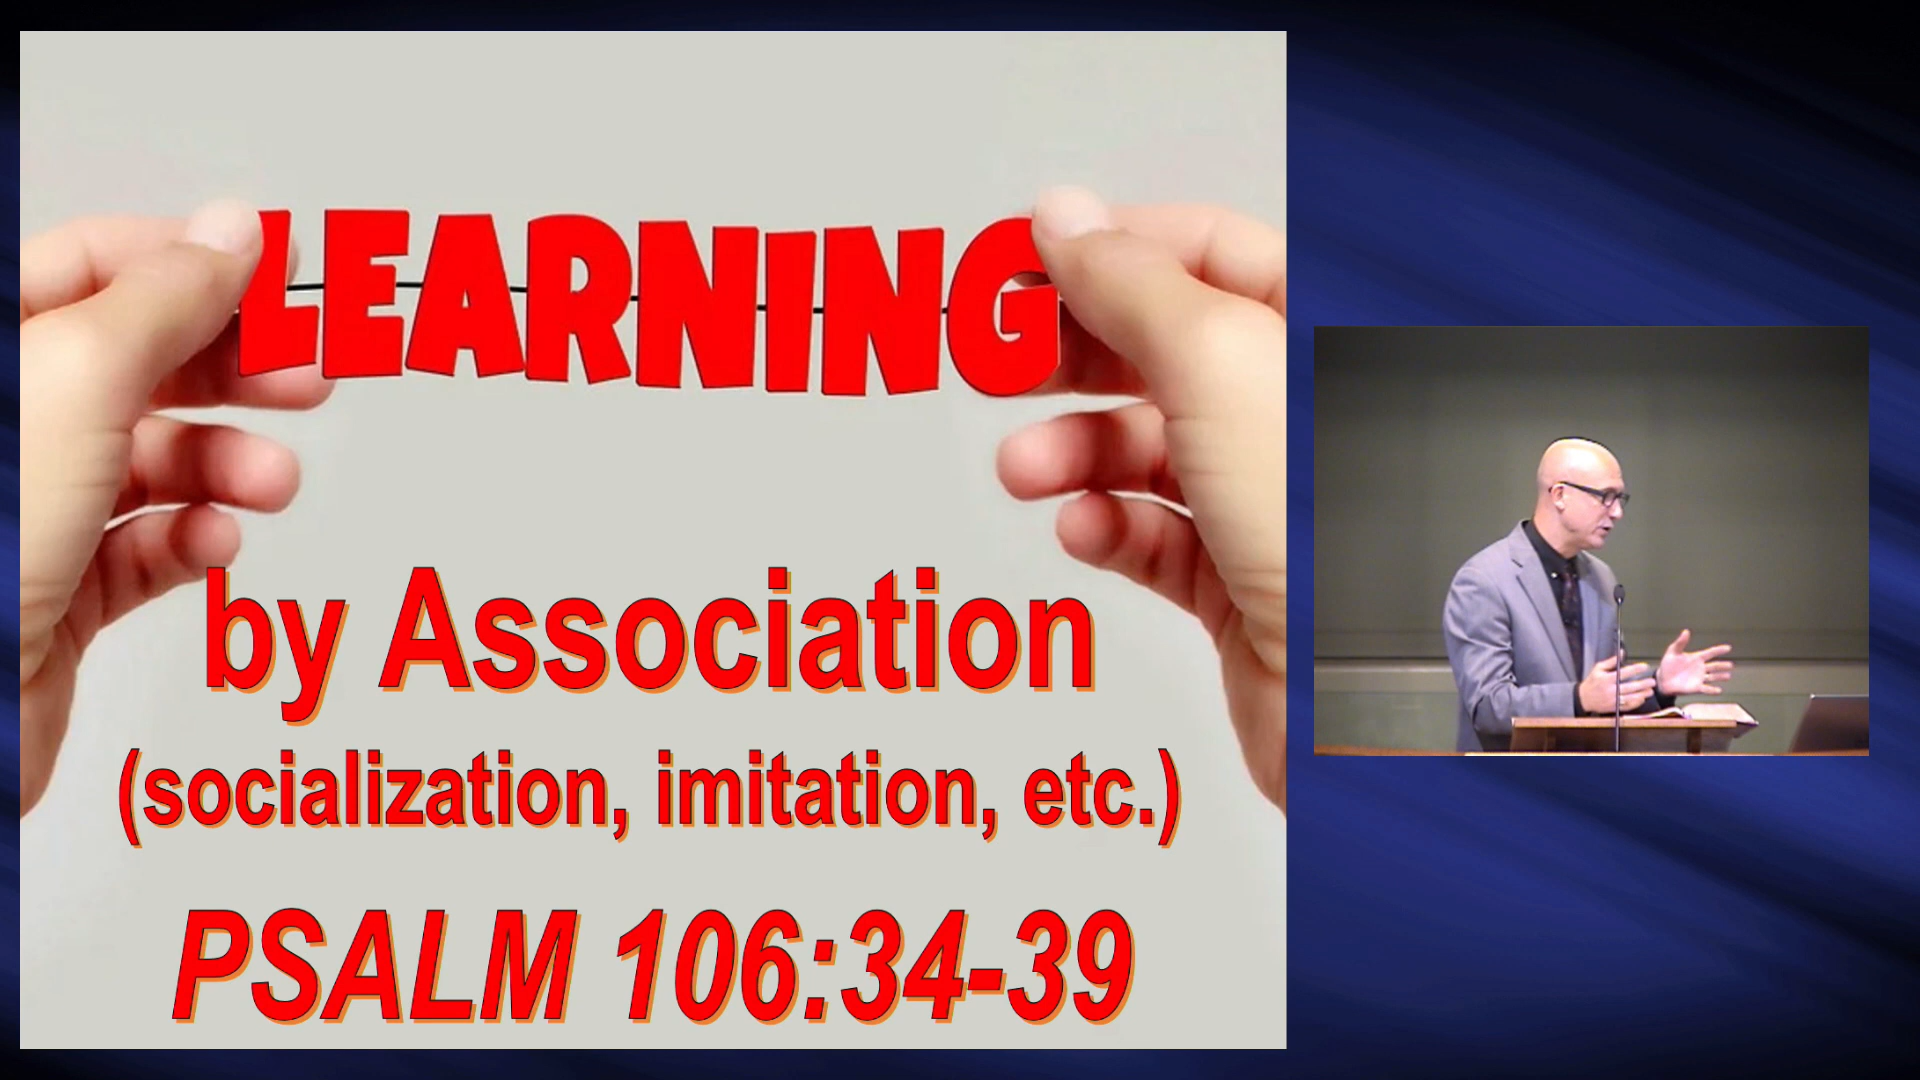 LEARNING
by Association
(socialization, imitation, etc.)
PSALM 106:34-39